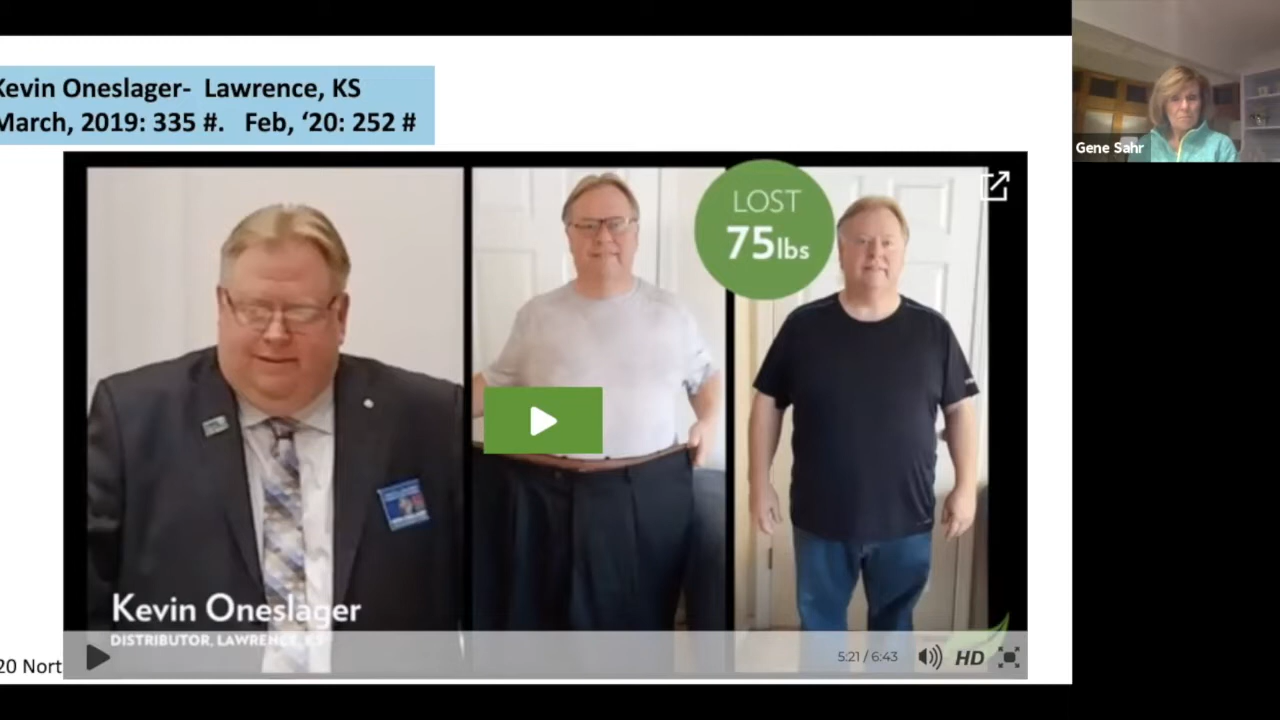 Kevin Oneslager- Lawrence, KS
March, 2019: 335 #. Feb, ‘20: 252 #
Gene Sahr
LOST
75lbs
Kevin Oneslager
DISTRIBUTOR, LAWRENCE, KS
20 Nort
5:21 / 6:43
HD